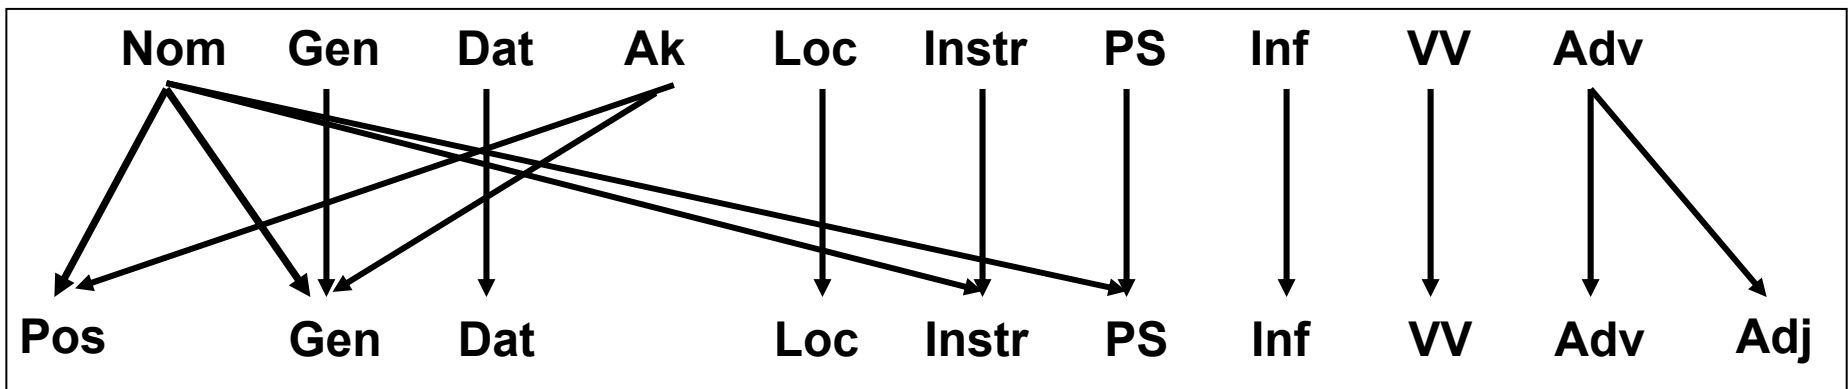 Nom Gen Dat Ak Loc Instr PS Inf VV Adv
Pos Gen Dat Loc Instr PS Inf VV Adv Adj